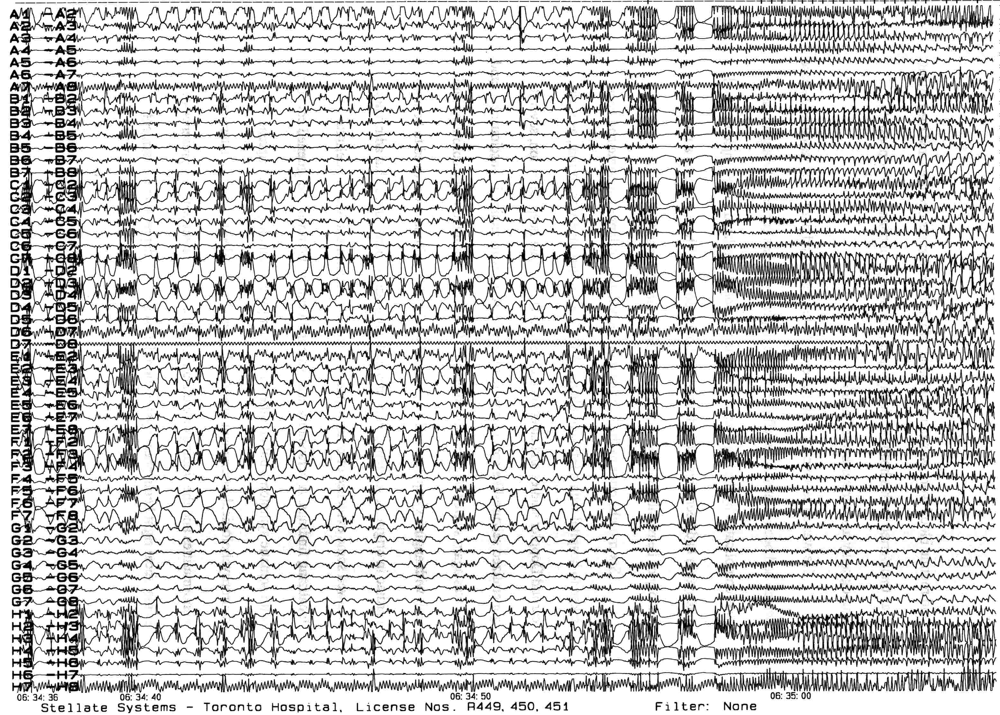 A1 -A2
A2 -A3
A3 -A4
A4 -A5
A5 -A6
A6 -A7
A7 -A8
B1 -B2
B2 -B3
B3 -B4
B4 -B5
B5 -B6
B6 -B7
B7 -B8
C1 -C2
C2 -C3
C3 -C4
C4 -C5
C5 -C6
C6 -C7
C7 -C8
D1 -D2
D2 -D3
D3 -D4
D4 -D5
D5 -D6
D6 -D7
D7 -D8
E1 -E2
E2 -E3
E3 -E4
E4 -E5
E5 -E6
E6 -E7
E7 -E8
F1 -F2
F2 -F3
F3 -F4
F4 -F5
F5 -F6
F6 -F7
F7 -F8
G1 -G2
G2 -G3
G3 -G4
G4 -G5
G5 -G6
G6 -G7
G7 -G8
H1 -H2
H2 -H3
H3 -H4
H4 -H5
H5 -H6
H6 -H7
H7 -H8
06:34:36 06:34:40 06:34:50 06:35:00
Stellate Systems - Toronto Hospital, License Nos. A449, 450, 451 Filter: None